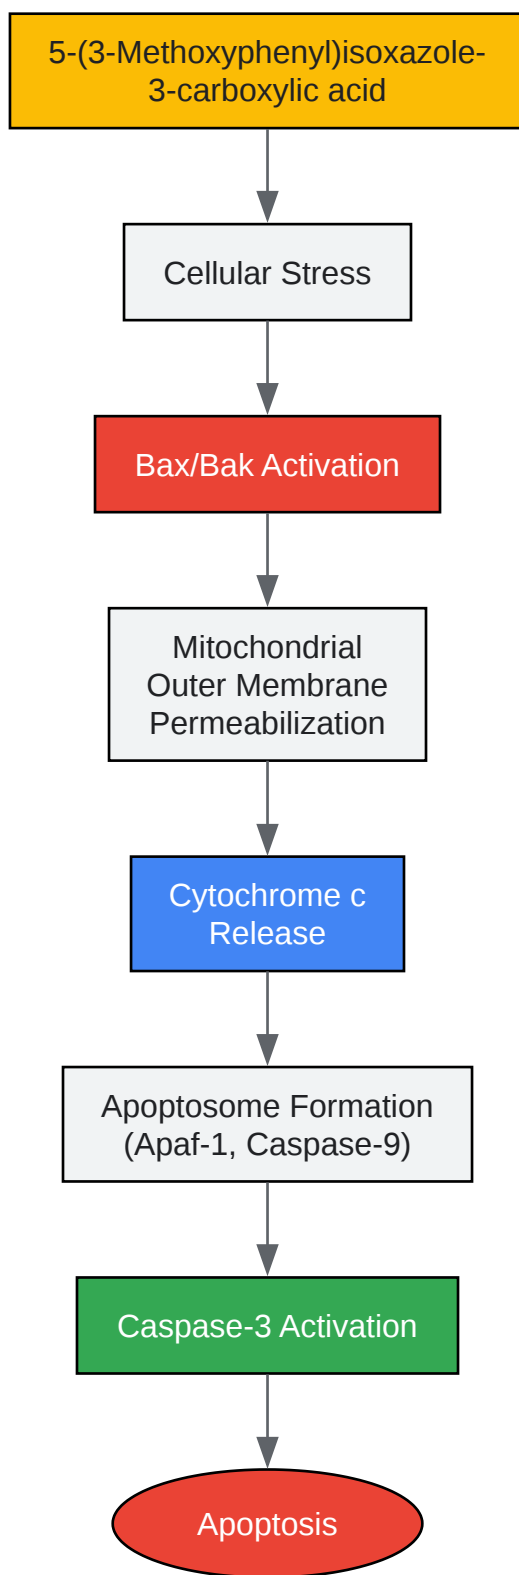 5-(3-Methoxyphenyl)isoxazole-
3-carboxylic acid
Cellular Stress
Bax/Bak Activation
Mitochondrial
Outer Membrane
Permeabilization
Cytochrome c
Release
Apoptosome Formation
(Apaf-1, Caspase-9)
Caspase-3 Activation
Apoptosis